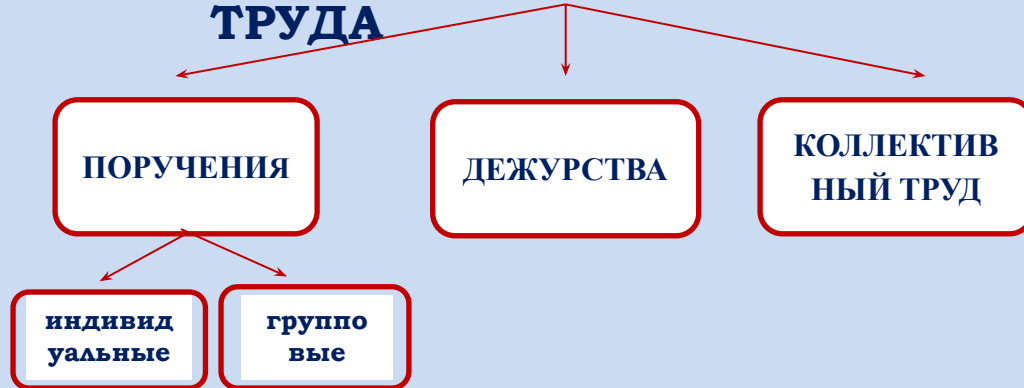 ТРУДА
ПОРУЧЕНИЯ
ДЕЖУРСТВА
КОЛЛЕКТИВ
НЫЙ ТРУД
индивид
уальные
группо
вые